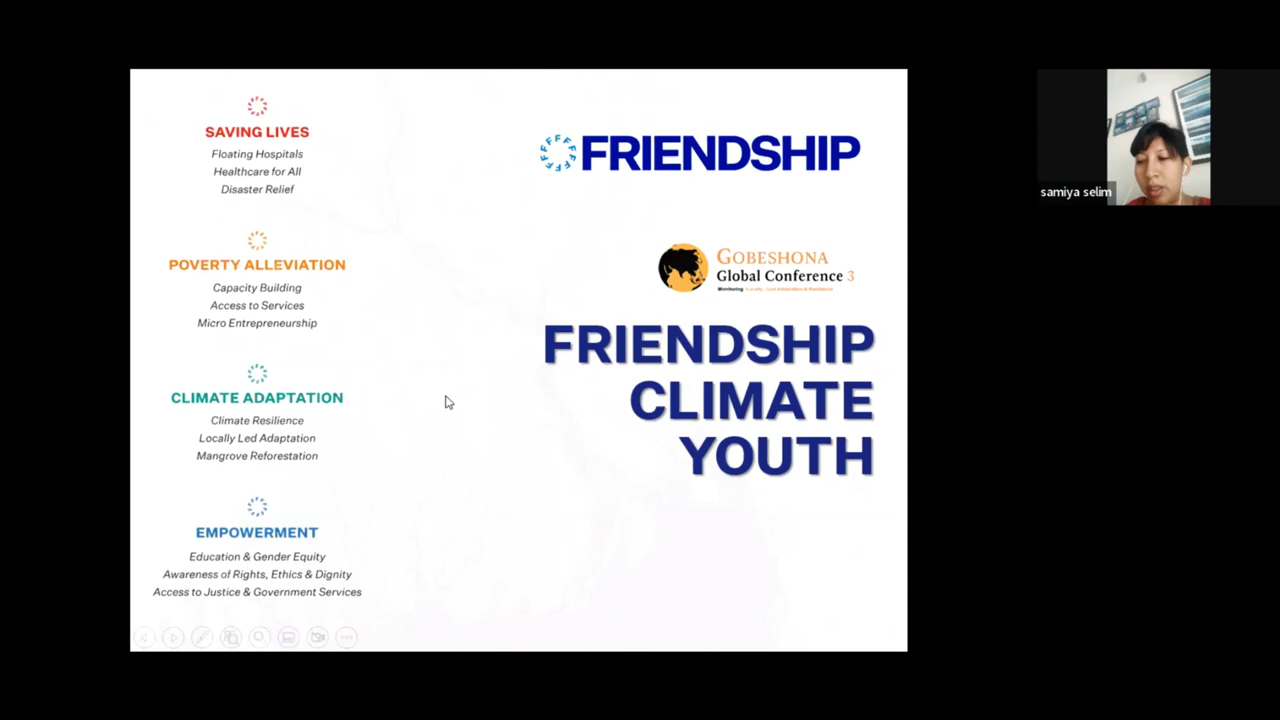 SAVING LIVES
Floating Hospitals
Healthcare for All
Disaster Relief
POVERTY ALLEVIATION
Capacity Building
Access to Services
Micro Entrepreneurship
CLIMATE ADAPTATION
Climate Resilience
Locally Led Adaptation
Mangrove Reforestation
EMPOWERMENT
Education & Gender Equity
Awareness of Rights, Ethics & Dignity
Access to Justice & Government Services
FRIENDSHIP
GOBESHONA
Global Conference 3
FRIENDSHIP
CLIMATE
YOUTH
samiya selim